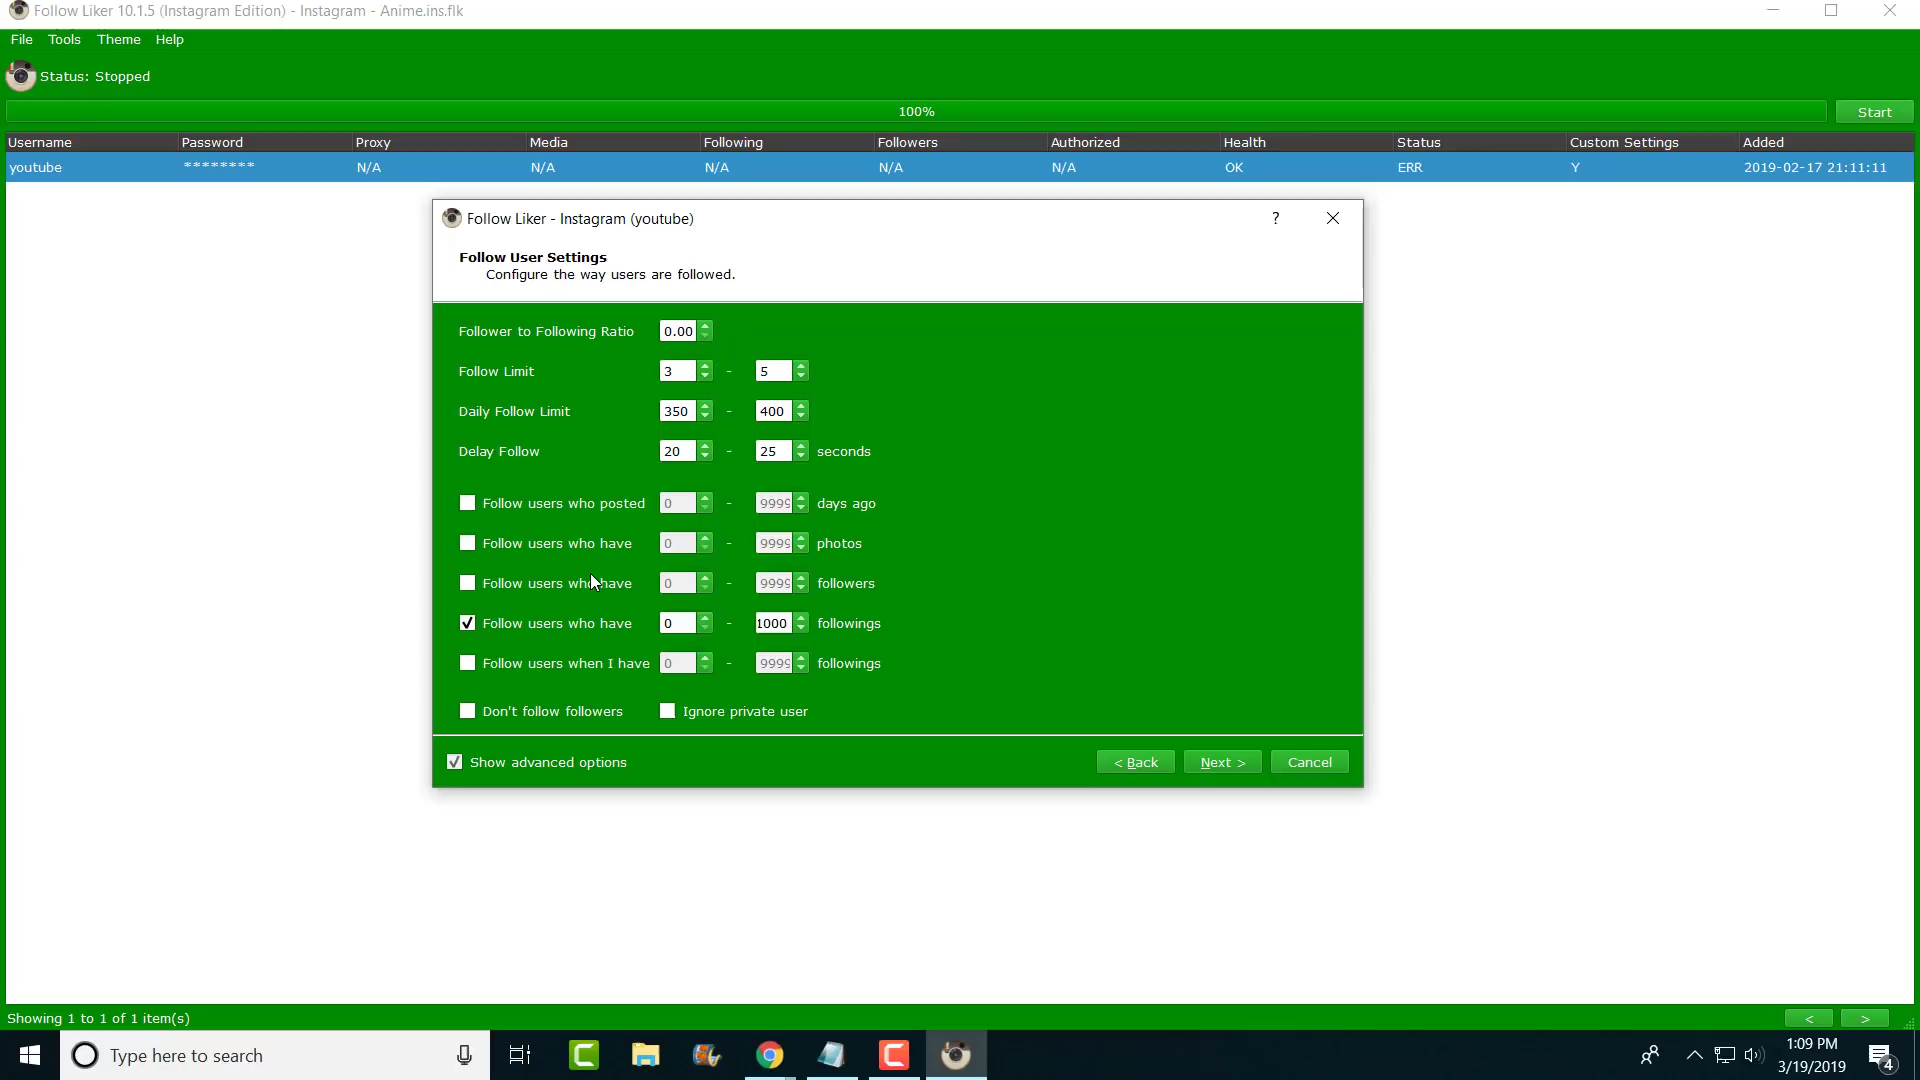 Follow Liker 10.1.5 (Instagram Edition) - Instagram - Anime.ins.flk
File Tools Theme Help
Status: Stopped
100% Start
Username Password Proxy Media Following Followers Authorized Health Status Custom Settings Added
youtube ******** N/A N/A N/A N/A N/A OK ERR Y 2019-02-17 21:11:11
Follow Liker - Instagram (youtube) ?
Follow User Settings
Configure the way users are followed.
Follower to Following Ratio 0.00
Follow Limit 3 - 5
Daily Follow Limit 350 - 400
Delay Follow 20 - 25 seconds
Follow users who posted 0 - 9999 days ago
Follow users who have 0 - 9999 photos
Follow users who have 0 - 9999 followers
Follow users who have 0 - 1000 followings
Follow users when I have 0 - 9999 followings
Don't follow followers Ignore private user
Show advanced options < Back Next > Cancel
Showing 1 to 1 of 1 item(s) < >
Type here to search
1:09 PM
3/19/2019
4